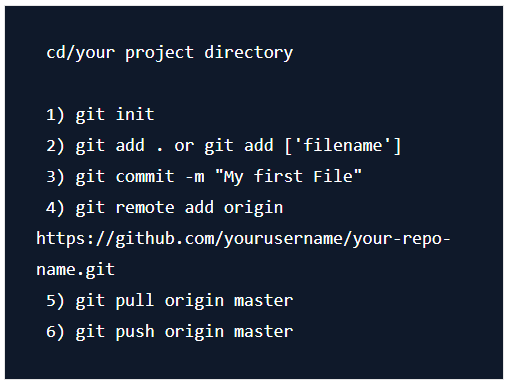 cd/your project directory
1) git init
2) git add . or git add ['filename']
3) git commit -m "My first File"
4) git remote add origin
https://github.com/yourusername/your-repo-
name.git
5) git pull origin master
6) git push origin master